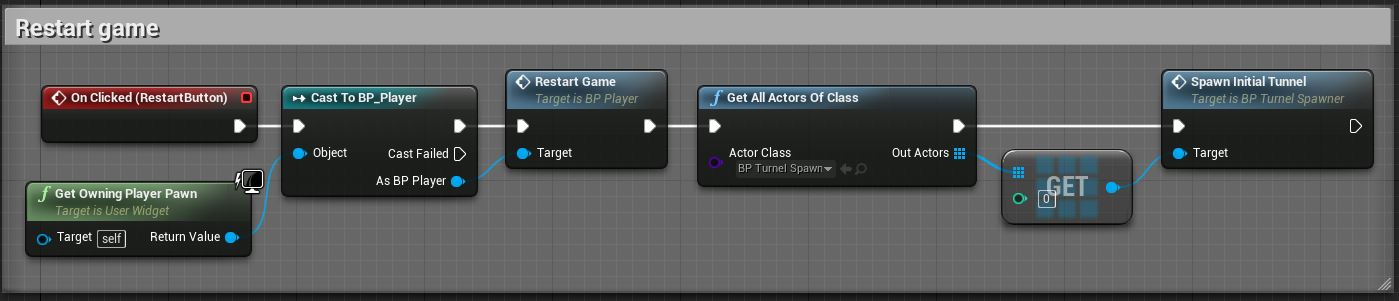 Restart game
On Clicked (RestartButton)
Cast To BP_Player
Object
Cast Failed
As BP Player
Get Owning Player Pawn
Target is User Widget
Target self
Return Value
Restart Game
Target is BP Player
Target
Get All Actors Of Class
Actor Class
BP Turnel Spawn
Out Actors
GET
0
Spawn Initial Tunnel
Target is BP Turnel Spawner
Target